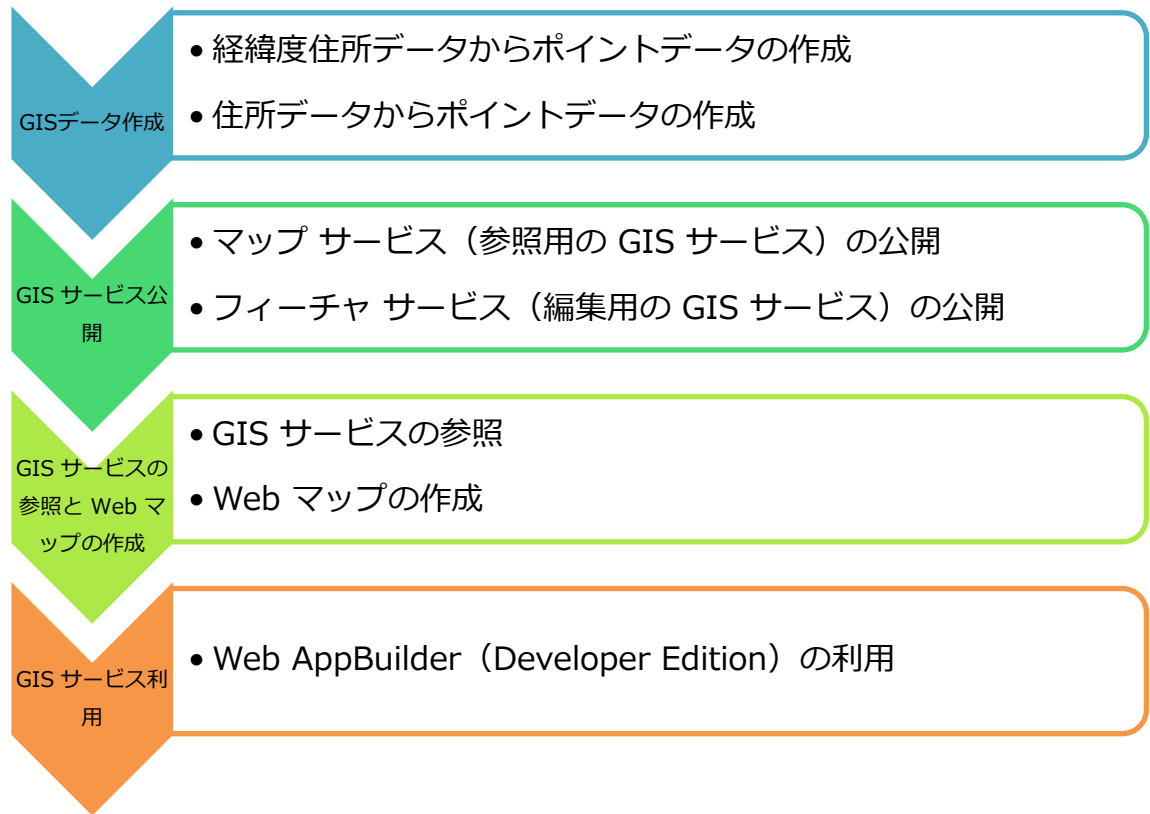 GISデータ作成
• 経緯度住所データからポイントデータの作成
• 住所データからポイントデータの作成
GIS サービス公
開
• マップ サービス（参照用の GIS サービス）の公開
• フィーチャ サービス（編集用の GIS サービス）の公開
GIS サービスの
参照と Web マ
ップの作成
• GIS サービスの参照
• Web マップの作成
GIS サービス利
用
• Web AppBuilder（Developer Edition）の利用